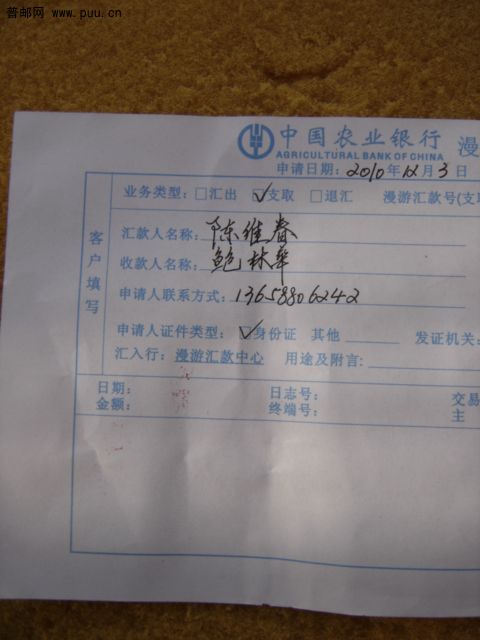 普邮网 www.puu.cn
中国农业银行 漫
AGRICULTURAL BANK OF CHINA
申请日期：2010年12月3日
业务类型：□汇出 ☑支取 □退汇 漫游汇款号(支取
客户填写
汇款人名称：陈维春
收款人名称：鲍林华
申请人联系方式：13658806242
申请人证件类型：☑身份证 其他 发证机关：
汇入行：漫游汇款中心 用途及附言：
日期： 日志号： 交易
金额： 终端号： 主